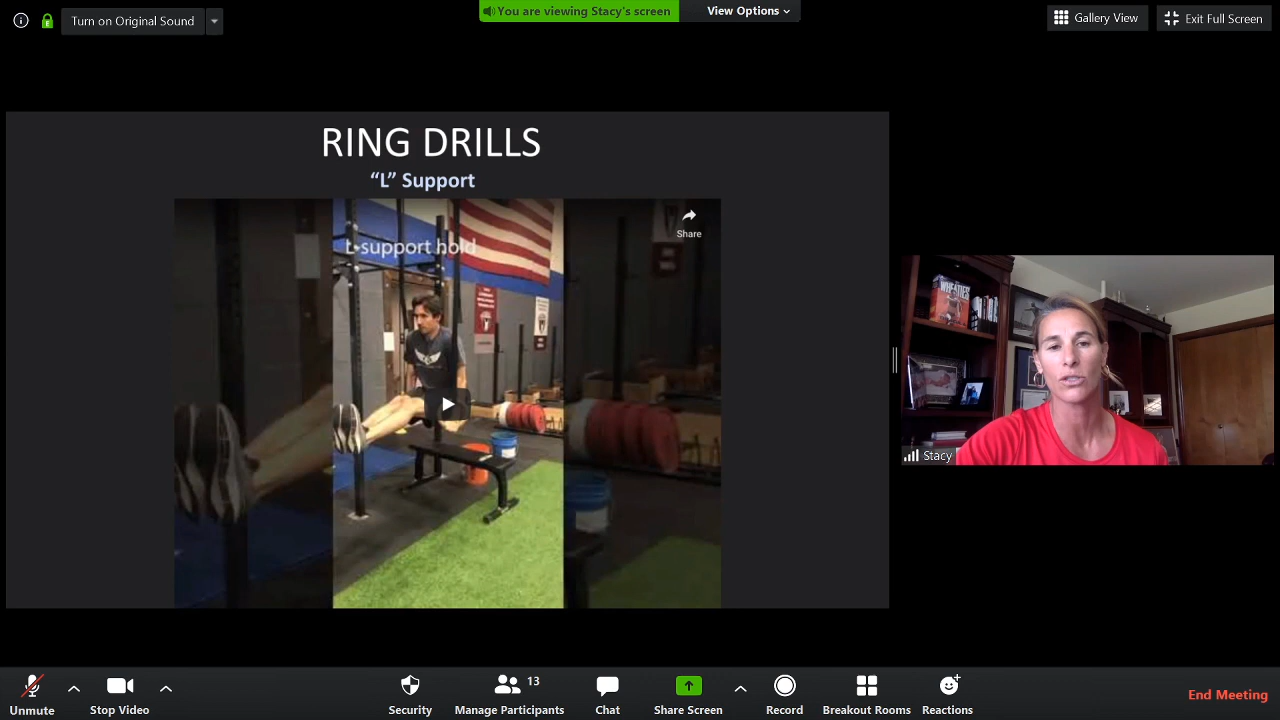 Turn on Original Sound
You are viewing Stacy's screen
View Options
Gallery View
Exit Full Screen
RING DRILLS
“L” Support
L-support hold
Share
WHEATIES
Stacy
Unmute
Stop Video
Security
Manage Participants
13
Chat
Share Screen
Record
Breakout Rooms
Reactions
End Meeting